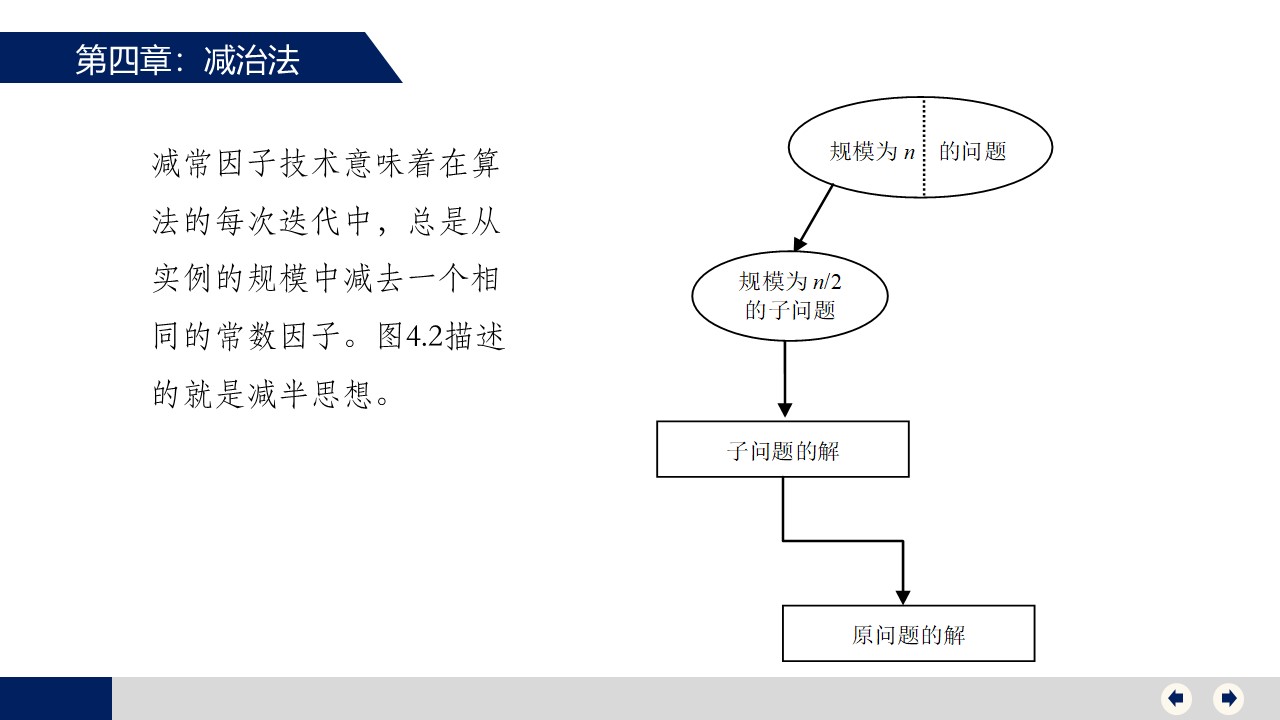 第四章：减治法
减常因子技术意味着在算
法的每次迭代中，总是从
实例的规模中减去一个相
同的常数因子。图4.2描述
的就是减半思想。
规模为 n 的问题
规模为 n/2
的子问题
子问题的解
原问题的解